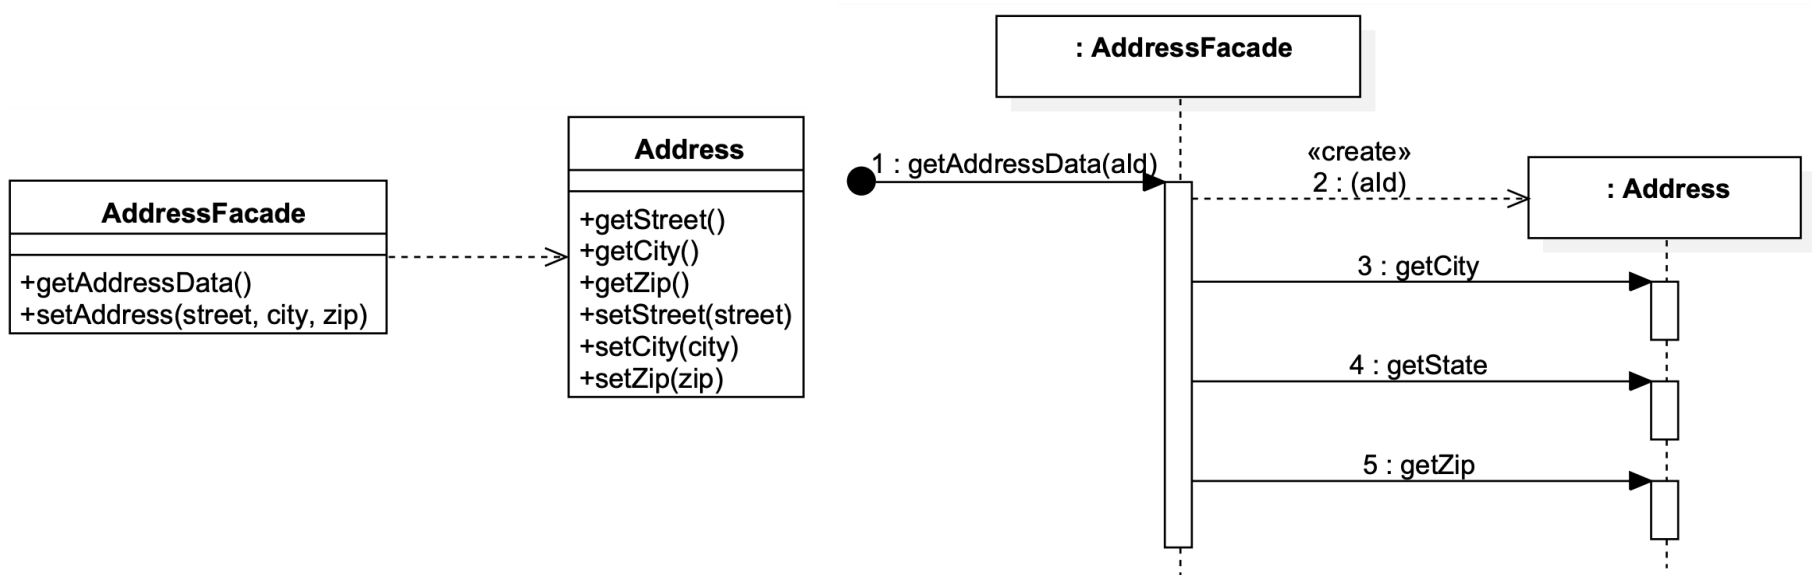 AddressFacade
+getAddressData()
+setAddress(street, city, zip)
Address
+getStreet()
+getCity()
+getZip()
+setStreet(street)
+setCity(city)
+setZip(zip)
: AddressFacade
1 : getAddressData(aId)
«create»
2 : (aId)
: Address
3 : getCity
4 : getState
5 : getZip